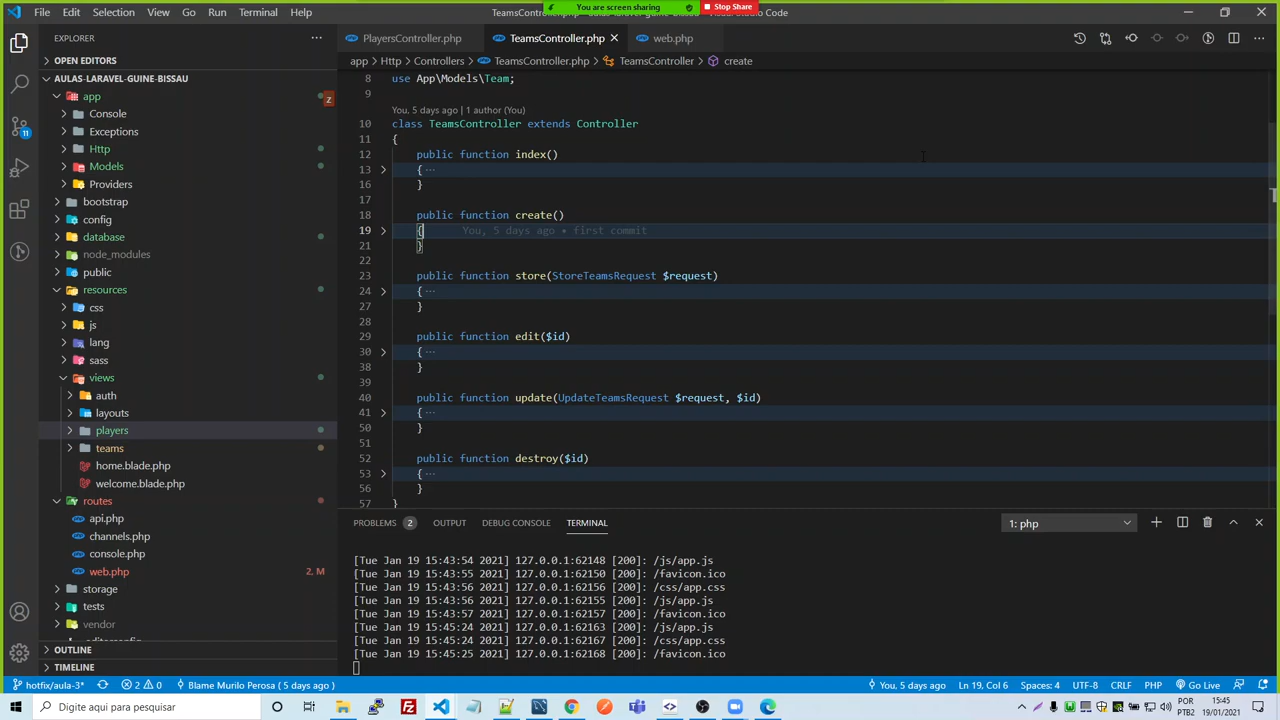 You are screen sharing
Stop Share
File Edit Selection View Go Run Terminal Help
EXPLORER
OPEN EDITORS
AULAS-LARAVEL-GUINE-BISSAU
app
Console
Exceptions
Http
Models
Providers
bootstrap
config
database
node_modules
public
resources
css
js
lang
sass
views
auth
layouts
players
teams
home.blade.php
welcome.blade.php
routes
api.php
channels.php
console.php
web.php 2, M
storage
tests
vendor
OUTLINE
TIMELINE
11
PlayersController.php TeamsController.php web.php
app > Http > Controllers > TeamsController.php > TeamsController > create
8 use App\Models\Team;
9
You, 5 days ago | 1 author (You)
10 class TeamsController extends Controller
11 {
12 public function index()
13 { ···
16 }
17
18 public function create()
19 { You, 5 days ago • first commit
21 }
22
23 public function store(StoreTeamsRequest $request)
24 { ···
27 }
28
29 public function edit($id)
30 { ···
38 }
39
40 public function update(UpdateTeamsRequest $request, $id)
41 { ···
50 }
51
52 public function destroy($id)
53 { ···
56 }
57 }
PROBLEMS 2 OUTPUT DEBUG CONSOLE TERMINAL 1: php
[Tue Jan 19 15:43:54 2021] 127.0.0.1:62148 [200]: /js/app.js
[Tue Jan 19 15:43:55 2021] 127.0.0.1:62150 [200]: /favicon.ico
[Tue Jan 19 15:43:56 2021] 127.0.0.1:62156 [200]: /css/app.css
[Tue Jan 19 15:43:56 2021] 127.0.0.1:62155 [200]: /js/app.js
[Tue Jan 19 15:43:57 2021] 127.0.0.1:62157 [200]: /favicon.ico
[Tue Jan 19 15:45:24 2021] 127.0.0.1:62163 [200]: /js/app.js
[Tue Jan 19 15:45:24 2021] 127.0.0.1:62167 [200]: /css/app.css
[Tue Jan 19 15:45:25 2021] 127.0.0.1:62168 [200]: /favicon.ico
hotfix/aula-3* 2 0 Blame Murilo Perosa ( 5 days ago ) You, 5 days ago Ln 19, Col 6 Spaces: 4 UTF-8 CRLF PHP Go Live
Digite aqui para pesquisar
POR
PTB2
15:45
19/01/2021